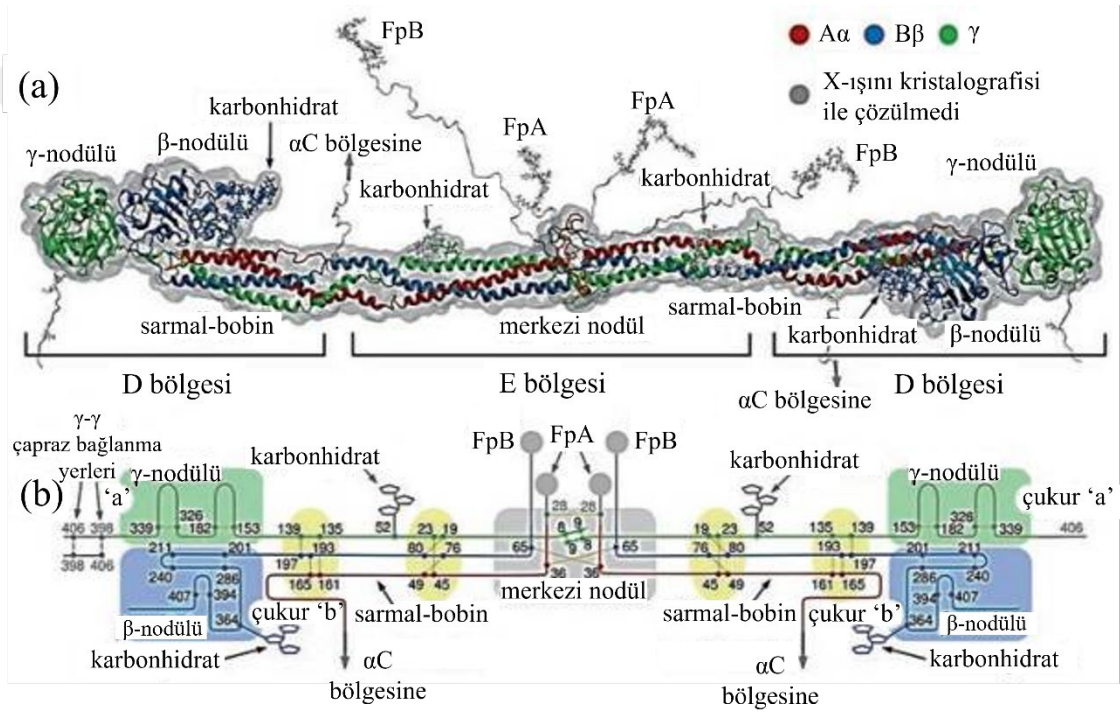 (a)
FpB
Aα Bβ γ
X-ışını kristalografisi
ile çözülmedi
karbonhidrat
γ-nodülü
β-nodülü
αC bölgesine
karbonhidrat
FpA
FpA
karbonhidrat
FpB
γ-nodülü
sarmal-bobin
merkezi nodül
sarmal-bobin
karbonhidrat
β-nodülü
D bölgesi
E bölgesi
D bölgesi
αC bölgesine
(b)
γ-γ
çapraz bağlanma
yerleri
'a'
γ-nodülü
karbonhidrat
FpB
FpA
FpB
karbonhidrat
γ-nodülü
çukur 'a'
406 398
339
326
182
153
139 135
52
23 19
28 28
19 23
52
135 139
153
326
182
339
406
398 406
211
201
193
80 76
65
8 9
9 8
65
76 80
193
201
211
240
286
197
165 161
49 45
36 36
45 49
161 165
197
286
240
407
394
364
394
407
364
β-nodülü
çukur 'b'
sarmal-bobin
merkezi nodül
sarmal-bobin
çukur 'b'
β-nodülü
karbonhidrat
αC
bölgesine
αC
bölgesine
karbonhidrat